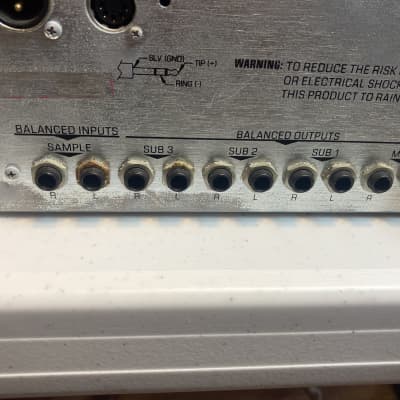 SLV (GND)
TIP (+)
RING (-)
WARNING: TO REDUCE THE RISK
OR ELECTRICAL SHOCK
THIS PRODUCT TO RAIN
BALANCED INPUTS
BALANCED OUTPUTS
SAMPLE
SUB 3
SUB 2
SUB 1
M
R L R L R L R L R